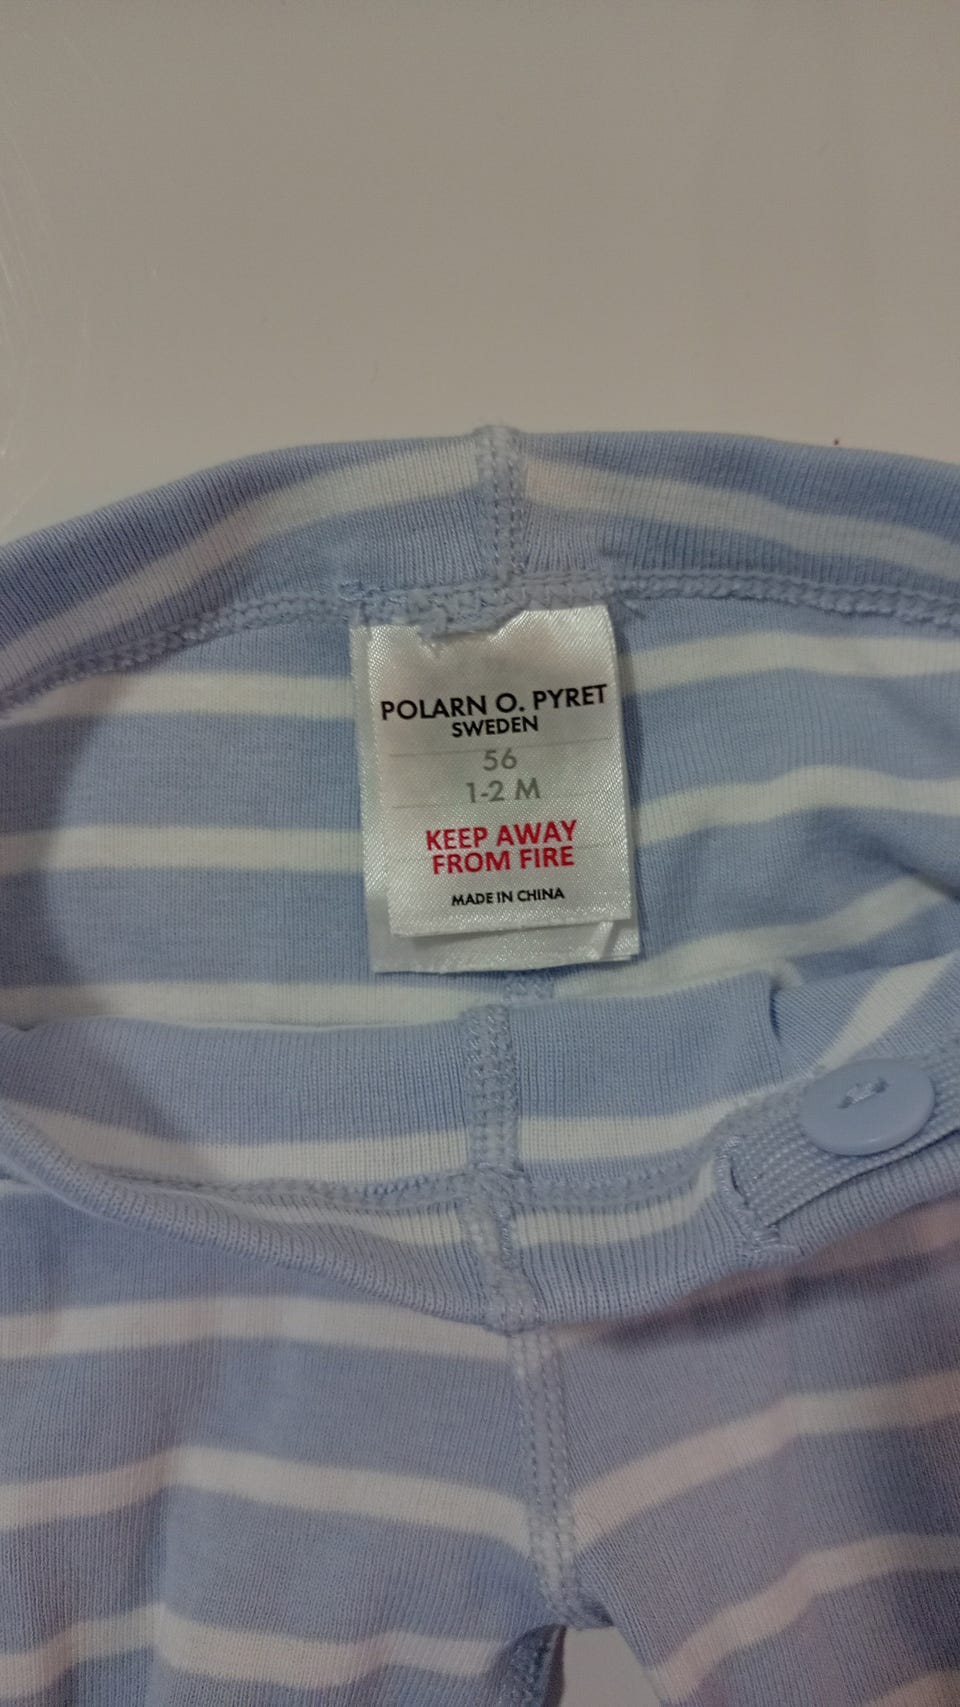 POLARN O. PYRET
SWEDEN
56
1-2 M
KEEP AWAY
FROM FIRE
MADE IN CHINA